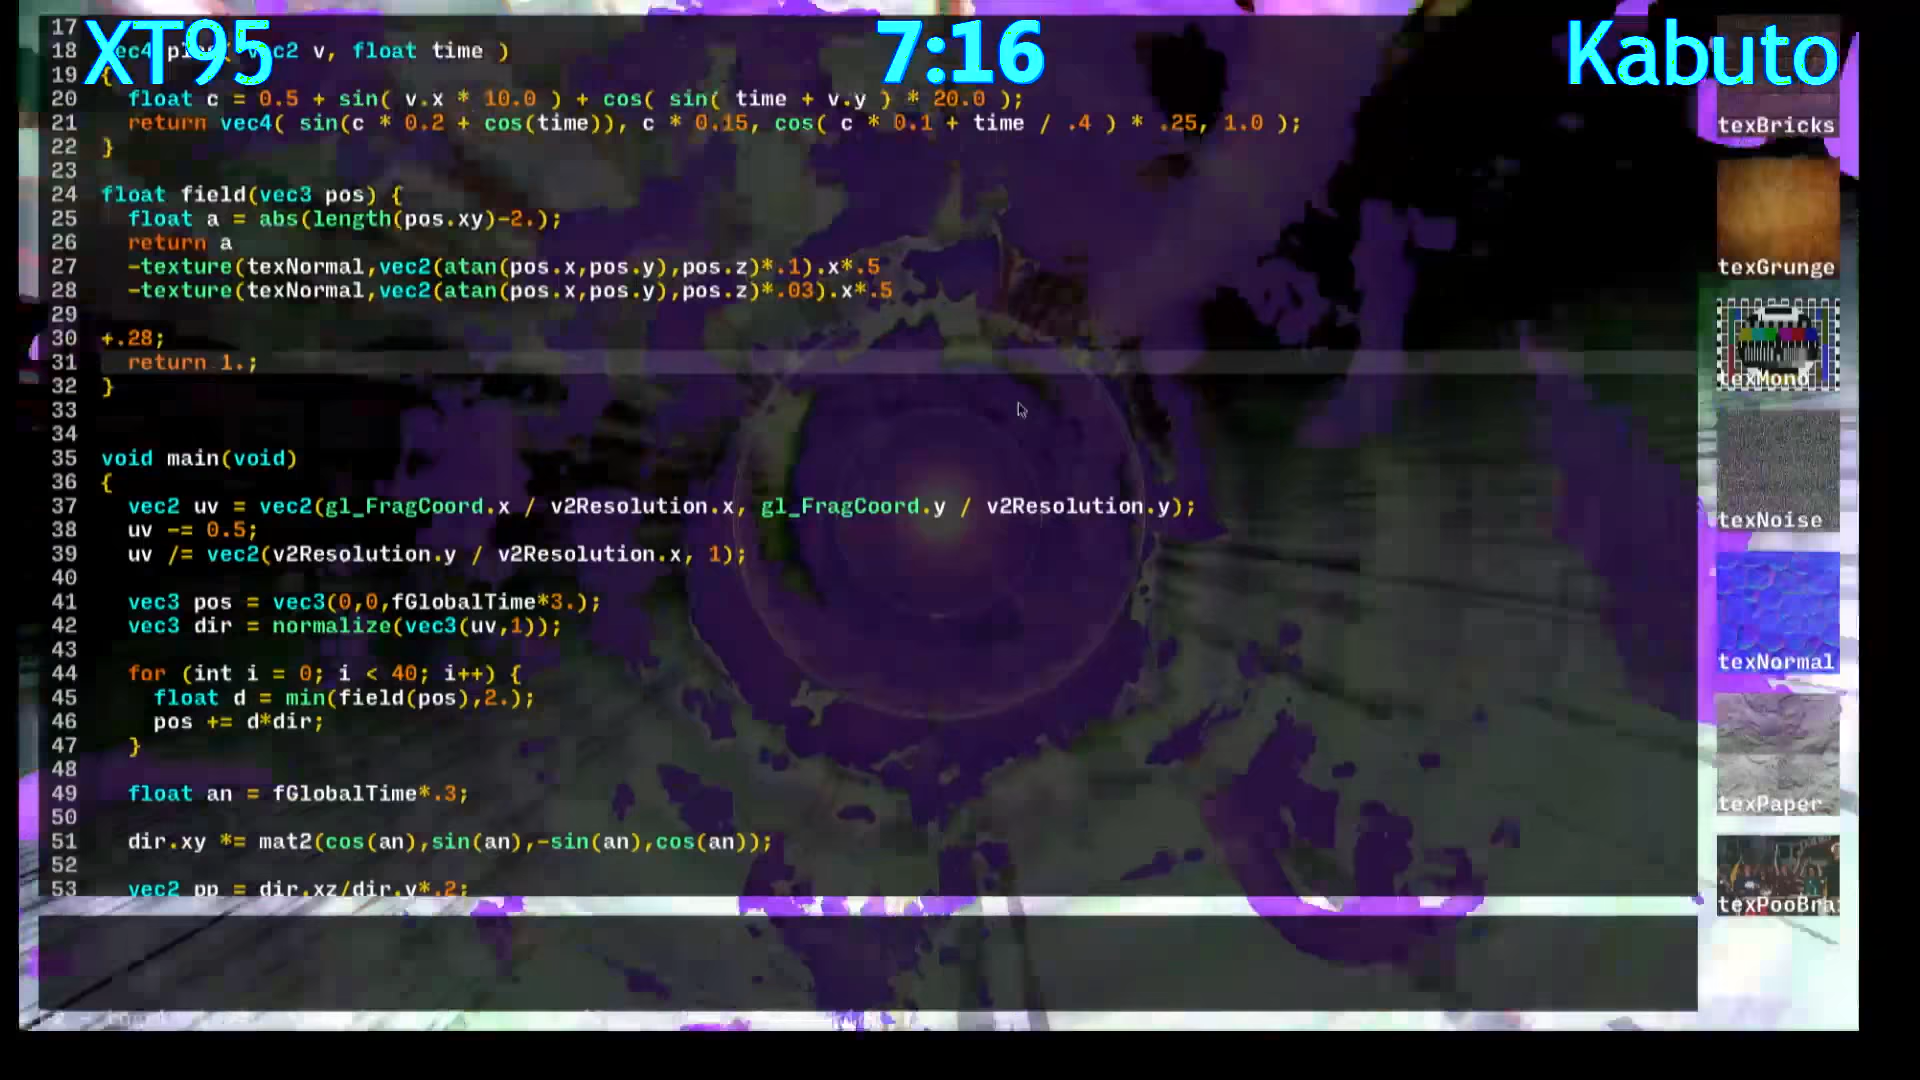 XT95
7:16
Kabuto
17
18 vec4 plas( vec2 v, float time )
19 {
20 float c = 0.5 + sin( v.x * 10.0 ) + cos( sin( time + v.y ) * 20.0 );
21 return vec4( sin(c * 0.2 + cos(time)), c * 0.15, cos( c * 0.1 + time / .4 ) * .25, 1.0 );
22 }
23
24 float field(vec3 pos) {
25 float a = abs(length(pos.xy)-2.);
26 return a
27 -texture(texNormal,vec2(atan(pos.x,pos.y),pos.z)*.1).x*.5
28 -texture(texNormal,vec2(atan(pos.x,pos.y),pos.z)*.03).x*.5
29
30 +.28;
31 return 1.;
32 }
33
34
35 void main(void)
36 {
37 vec2 uv = vec2(gl_FragCoord.x / v2Resolution.x, gl_FragCoord.y / v2Resolution.y);
38 uv -= 0.5;
39 uv /= vec2(v2Resolution.y / v2Resolution.x, 1);
40
41 vec3 pos = vec3(0,0,fGlobalTime*3.);
42 vec3 dir = normalize(vec3(uv,1));
43
44 for (int i = 0; i < 40; i++) {
45 float d = min(field(pos),2.);
46 pos += d*dir;
47 }
48
49 float an = fGlobalTime*.3;
50
51 dir.xy *= mat2(cos(an),sin(an),-sin(an),cos(an));
52
53 vec2 pp = dir.xz/dir.y*.2;
texBricks
texGrunge
texMono
texNoise
texNormal
texPaper
texPooBra